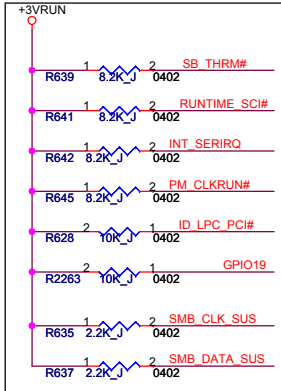 +3VRUN
1 2 SB_THRM#
R639 8.2K_J 0402
1 2 RUNTIME_SCI#
R641 8.2K_J 0402
1 2 INT_SERIRQ
R642 8.2K_J 0402
1 2 PM_CLKRUN#
R645 8.2K_J 0402
2 1 ID_LPC_PCI#
R628 10K_J 0402
2 1 GPIO19
R2263 10K_J 0402
1 2 SMB_CLK_SUS
R635 2.2K_J 0402
1 2 SMB_DATA_SUS
R637 2.2K_J 0402